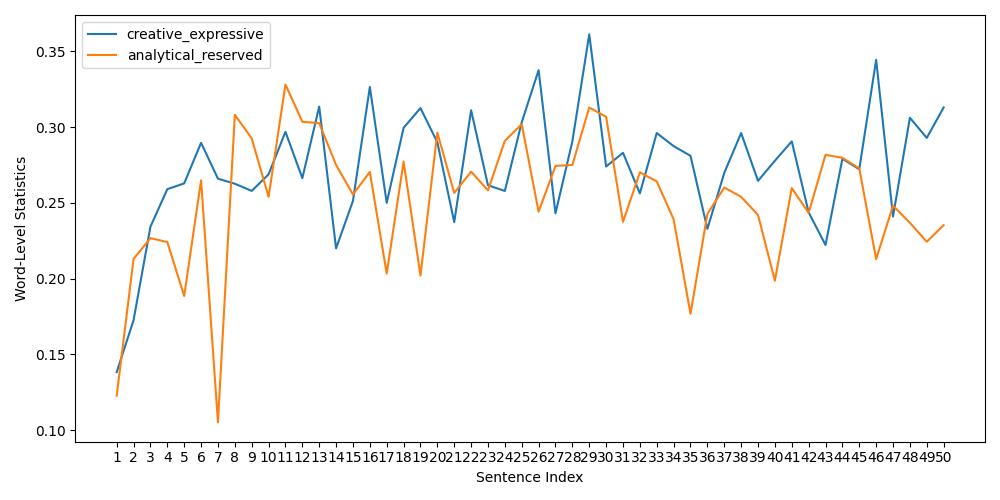 creative_expressive
analytical_reserved
0.35
0.30
0.25
0.20
0.15
0.10
Word-Level Statistics
1 2 3 4 5 6 7 8 9 10 11 12 13 14 15 16 17 18 19 20 21 22 23 24 25 26 27 28 29 30 31 32 33 34 35 36 37 38 39 40 41 42 43 44 45 46 47 48 49 50
Sentence Index